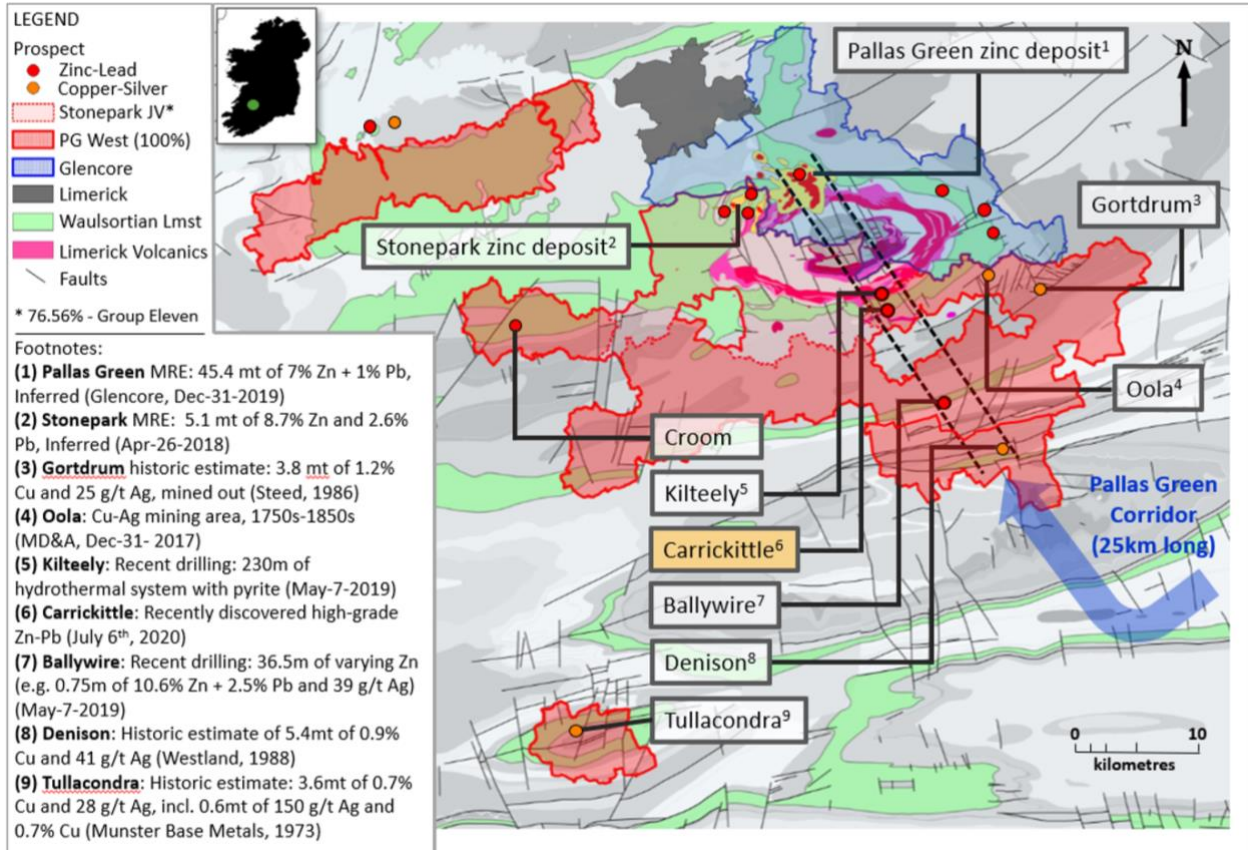 LEGEND
Prospect
Zinc-Lead
Copper-Silver
Stonepark JV*
PG West (100%)
Glencore
Limerick
Waulsortian Lmst
Limerick Volcanics
Faults
* 76.56% - Group Eleven
Footnotes:
(1) Pallas Green MRE: 45.4 mt of 7% Zn + 1% Pb,
Inferred (Glencore, Dec-31-2019)
(2) Stonepark MRE: 5.1 mt of 8.7% Zn and 2.6%
Pb, Inferred (Apr-26-2018)
(3) Gortdrum historic estimate: 3.8 mt of 1.2%
Cu and 25 g/t Ag, mined out (Steed, 1986)
(4) Oola: Cu-Ag mining area, 1750s-1850s
(MD&A, Dec-31- 2017)
(5) Kilteely: Recent drilling: 230m of
hydrothermal system with pyrite (May-7-2019)
(6) Carrickittle: Recently discovered high-grade
Zn-Pb (July 6th, 2020)
(7) Ballywire: Recent drilling: 36.5m of varying Zn
(e.g. 0.75m of 10.6% Zn + 2.5% Pb and 39 g/t Ag)
(May-7-2019)
(8) Denison: Historic estimate of 5.4mt of 0.9%
Cu and 41 g/t Ag (Westland, 1988)
(9) Tullacondra: Historic estimate: 3.6mt of 0.7%
Cu and 28 g/t Ag, incl. 0.6mt of 150 g/t Ag and
0.7% Cu (Munster Base Metals, 1973)
Pallas Green zinc deposit1
N
Gortdrum3
Stonepark zinc deposit2
Oola4
Croom
Kilteely5
Carrickittle6
Ballywire7
Denison8
Tullacondra9
Pallas Green
Corridor
(25km long)
0 10
kilometres